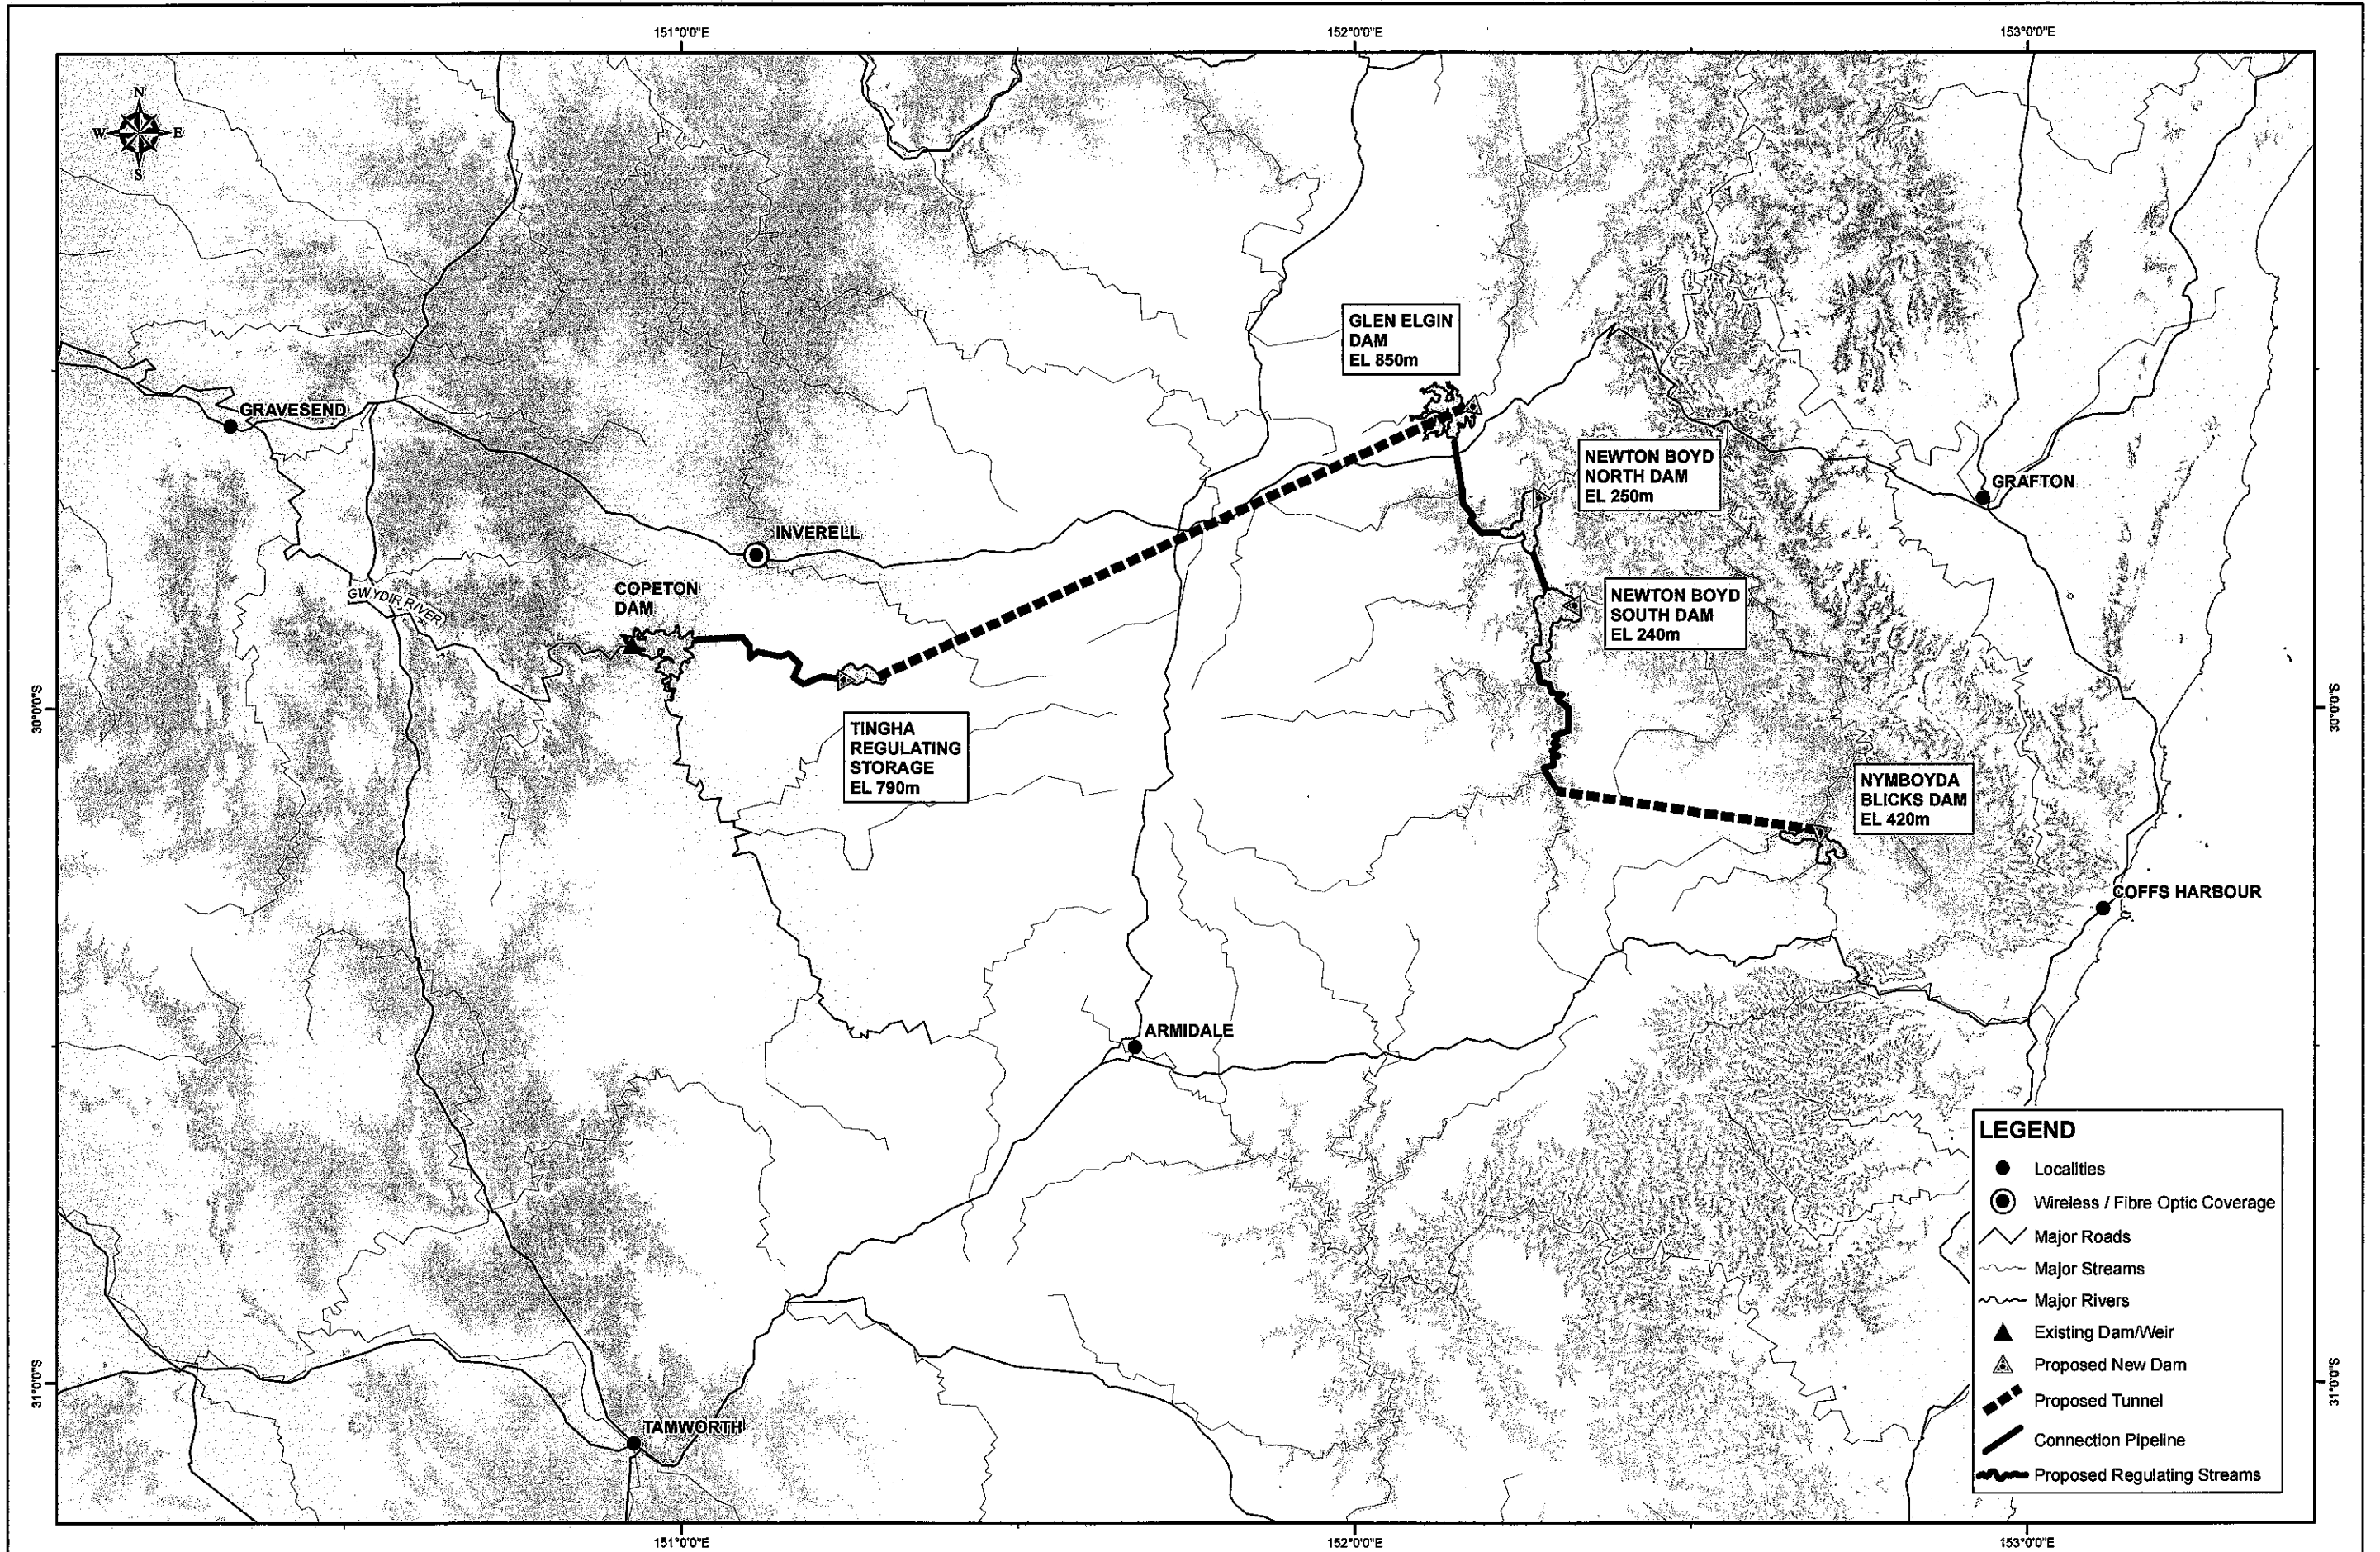 151°0'0"E
152°0'0"E
153°0'0"E
N
W
E
S
GLEN ELGIN
DAM
EL 850m
GRAVESEND
NEWTON BOYD
NORTH DAM
EL 250m
GRAFTON
INVERELL
COPETON
DAM
GWYDIR RIVER
NEWTON BOYD
SOUTH DAM
EL 240m
30°0'0"S
30°0'0"S
TINGHA
REGULATING
STORAGE
EL 790m
NYMBOYDA
BLICKS DAM
EL 420m
COFFS HARBOUR
ARMIDALE
LEGEND
Localities
Wireless / Fibre Optic Coverage
Major Roads
Major Streams
Major Rivers
Existing Dam/Weir
Proposed New Dam
Proposed Tunnel
Connection Pipeline
Proposed Regulating Streams
31°0'0"S
31°0'0"S
TAMWORTH
151°0'0"E
152°0'0"E
153°0'0"E